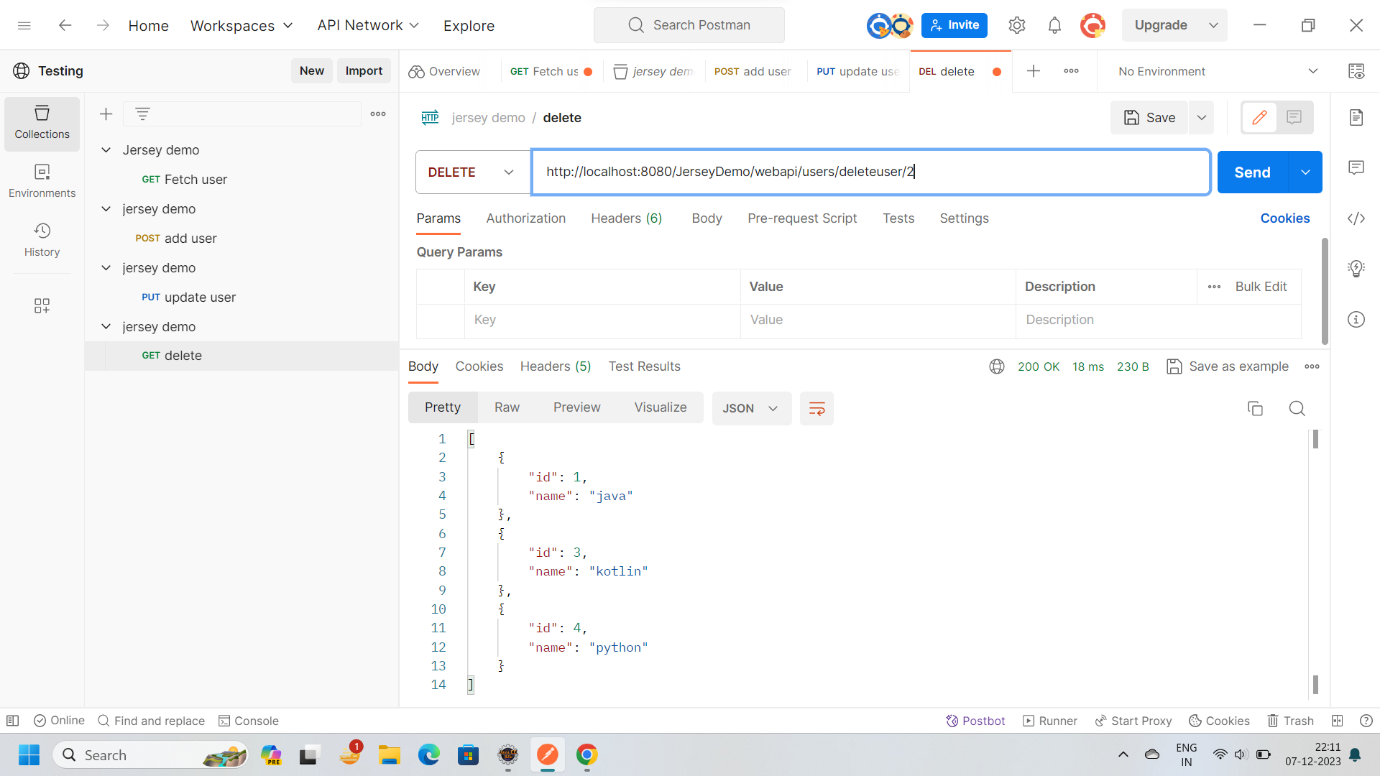 Home Workspaces API Network Explore Search Postman Invite Upgrade
Testing New Import Overview GET Fetch us jersey dem POST add user PUT update use DEL delete No Environment
Collections
Environments
History
Jersey demo
GET Fetch user
jersey demo
POST add user
jersey demo
PUT update user
jersey demo
GET delete
HTTP jersey demo / delete Save
DELETE http://localhost:8080/JerseyDemo/webapi/users/deleteuser/2 Send
Params Authorization Headers (6) Body Pre-request Script Tests Settings Cookies
Query Params
Key Value Description Bulk Edit
Key Value Description
Body Cookies Headers (5) Test Results 200 OK 18 ms 230 B Save as example
Pretty Raw Preview Visualize JSON
1 [
2 {
3 "id": 1,
4 "name": "java"
5 },
6 {
7 "id": 3,
8 "name": "kotlin"
9 },
10 {
11 "id": 4,
12 "name": "python"
13 }
14 ]
Online Find and replace Console Postbot Runner Start Proxy Cookies Trash
Search PRE 1 ENG 22:11
IN 07-12-2023